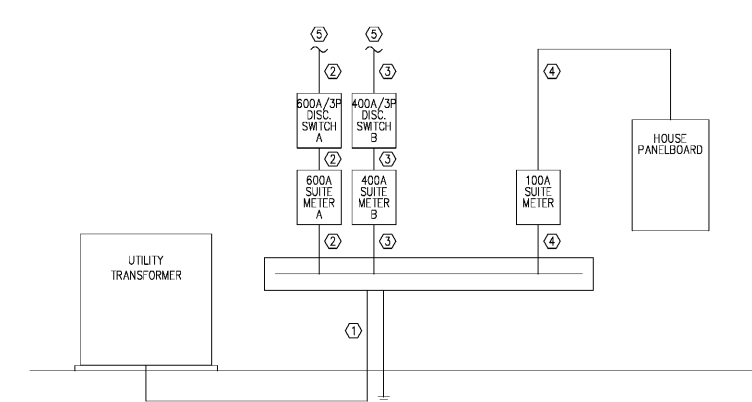 5
5
2
3
4
600A/3P
DISC.
SWITCH
A
400A/3P
DISC.
SWITCH
B
HOUSE
PANELBOARD
2
3
600A
SUITE
METER
A
400A
SUITE
METER
B
100A
SUITE
METER
2
3
4
UTILITY
TRANSFORMER
1